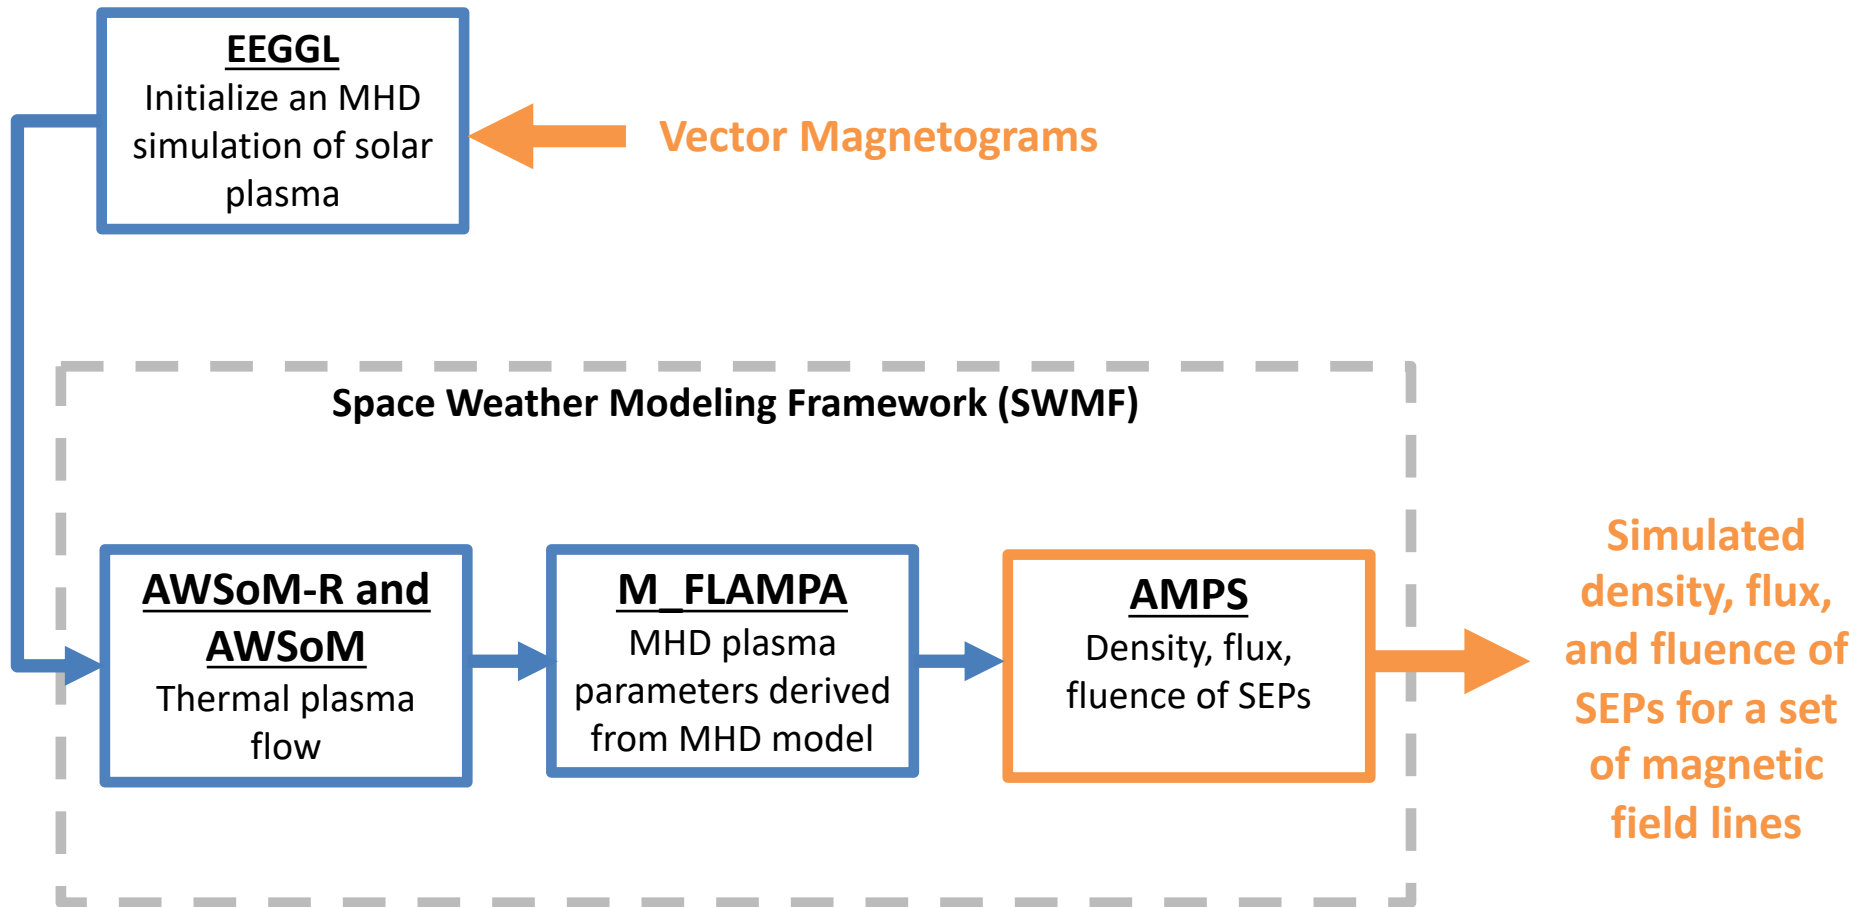 EEGGL
Initialize an MHD
simulation of solar
plasma
Vector Magnetograms
Space Weather Modeling Framework (SWMF)
AWSoM-R and
AWSoM
Thermal plasma
flow
M_FLAMPA
MHD plasma
parameters derived
from MHD model
AMPS
Density, flux,
fluence of SEPs
Simulated
density, flux,
and fluence of
SEPs for a set
of magnetic
field lines